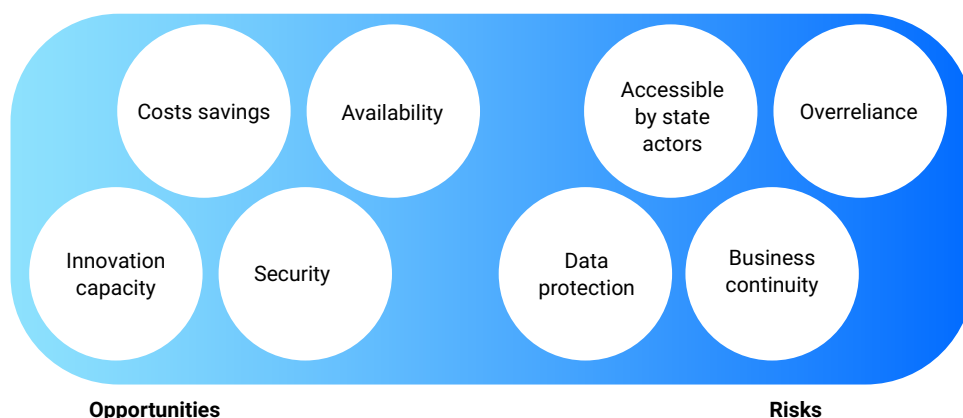 Costs savings
Availability
Accessible
by state
actors
Overreliance
Innovation
capacity
Security
Data
protection
Business
continuity
Opportunities
Risks